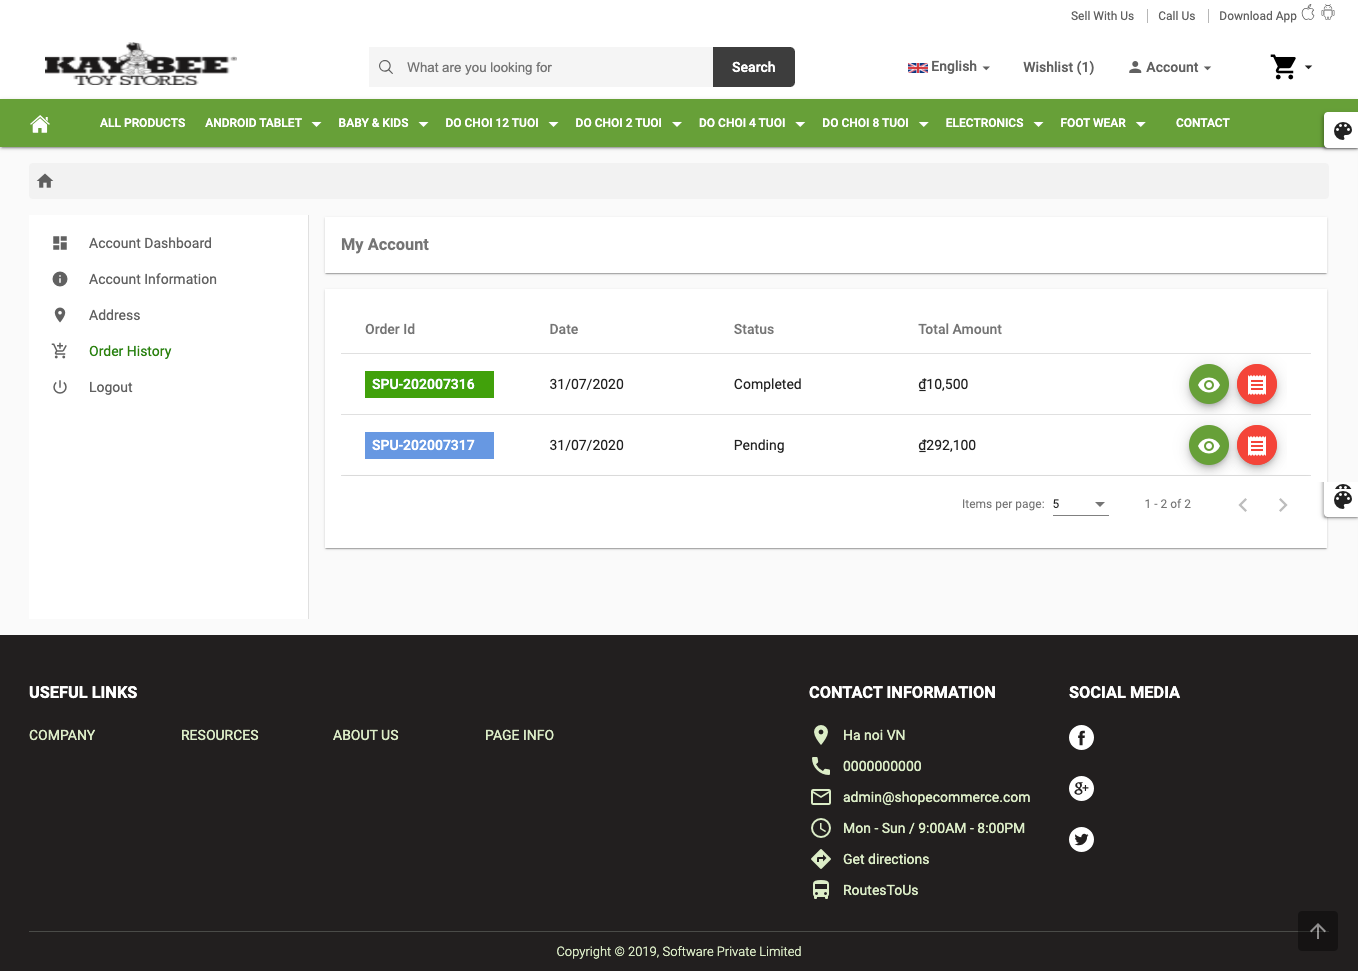 Sell With Us
Call Us
Download App
KAY BEE
TOY STORES
What are you looking for
Search
English
Wishlist (1)
Account
ALL PRODUCTS
ANDROID TABLET
BABY & KIDS
DO CHOI 12 TUOI
DO CHOI 2 TUOI
DO CHOI 4 TUOI
DO CHOI 8 TUOI
ELECTRONICS
FOOT WEAR
CONTACT
Account Dashboard
Account Information
Address
Order History
Logout
My Account
Order Id Date Status Total Amount
SPU-202007316 31/07/2020 Completed ₫10,500
SPU-202007317 31/07/2020 Pending ₫292,100
Items per page: 5 1 - 2 of 2
USEFUL LINKS
COMPANY
RESOURCES
ABOUT US
PAGE INFO
CONTACT INFORMATION
Ha noi VN
0000000000
admin@shopecommerce.com
Mon - Sun / 9:00AM - 8:00PM
Get directions
RoutesToUs
SOCIAL MEDIA
Copyright © 2019, Software Private Limited